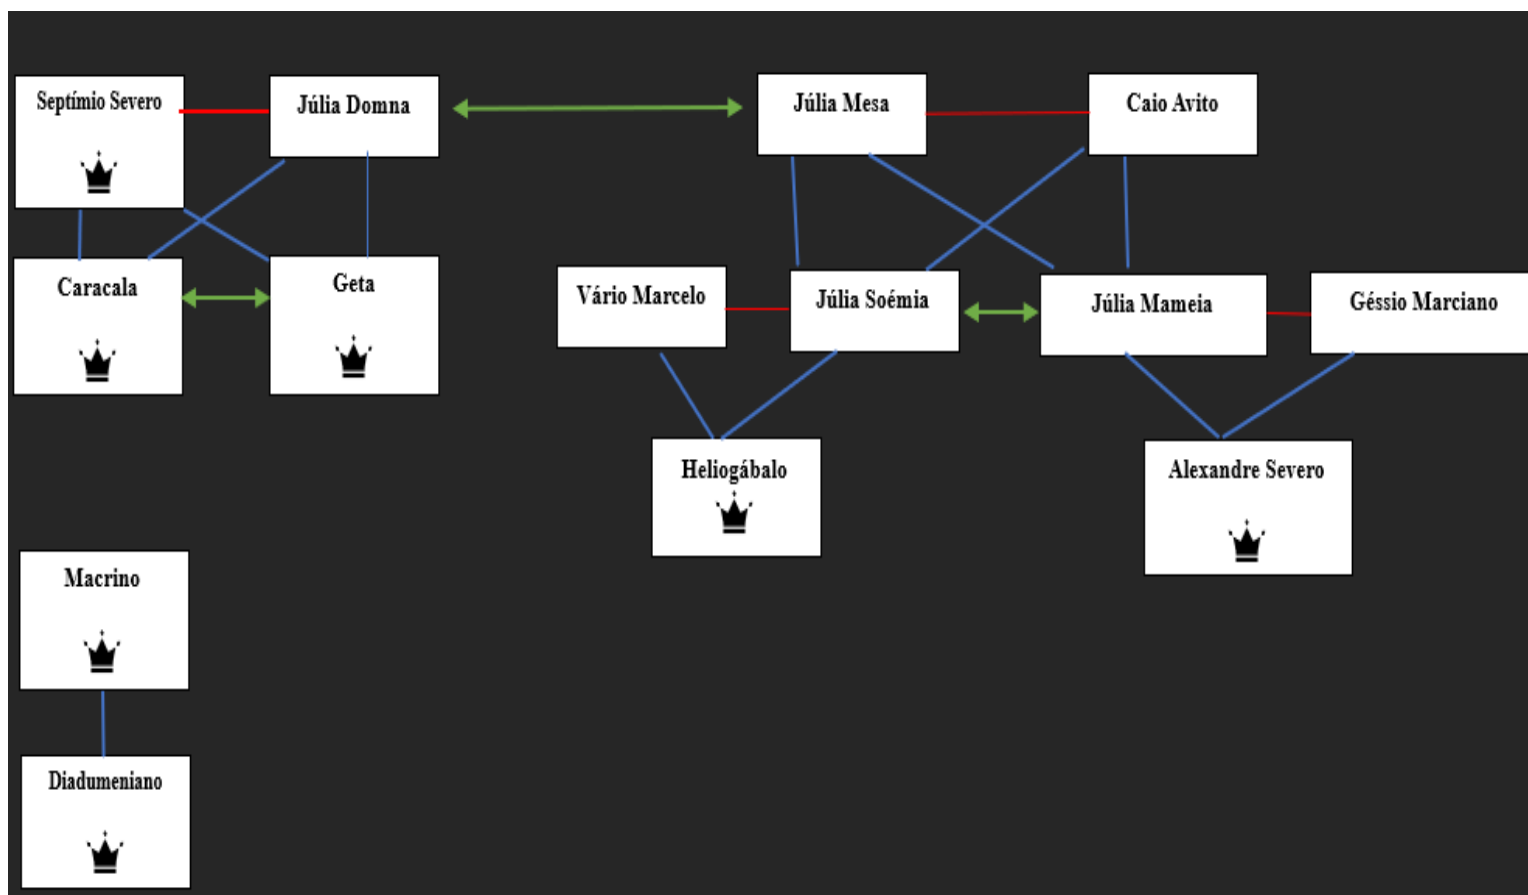 Septímio Severo
Júlia Domna
Júlia Mesa
Caio Avito
Caracala
Geta
Vário Marcelo
Júlia Soémia
Júlia Mameia
Géssio Marciano
Heliogábalo
Alexandre Severo
Macrino
Diadumeniano